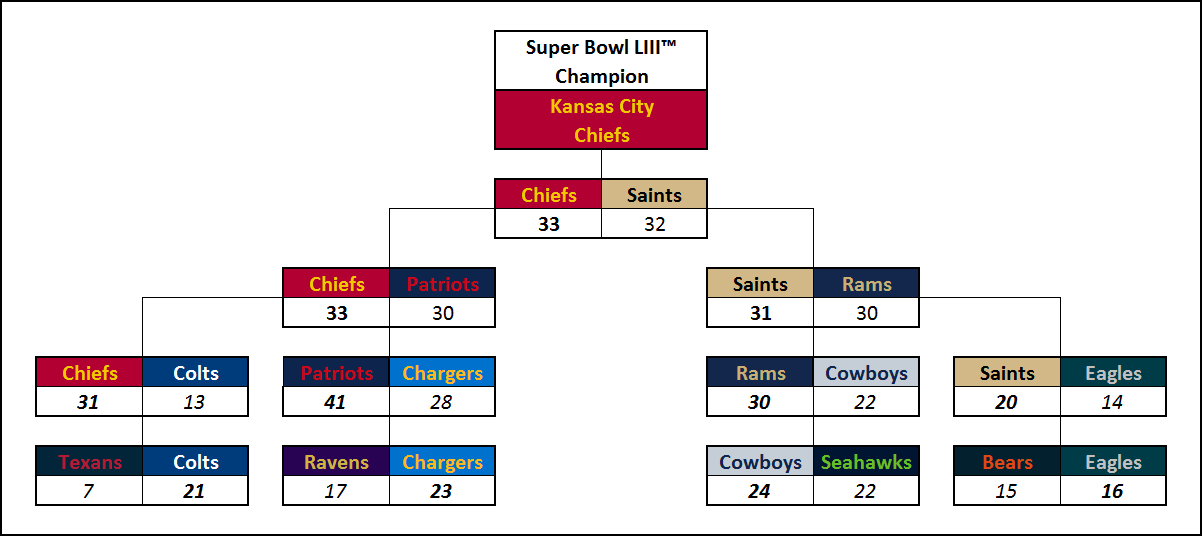 Super Bowl LIII™
Champion
Kansas City
Chiefs
Chiefs Saints
33 32
Chiefs Patriots Saints Rams
33 30 31 30
Chiefs Colts Patriots Chargers Rams Cowboys Saints Eagles
31 13 41 28 30 22 20 14
Texans Colts Ravens Chargers Cowboys Seahawks Bears Eagles
7 21 17 23 24 22 15 16